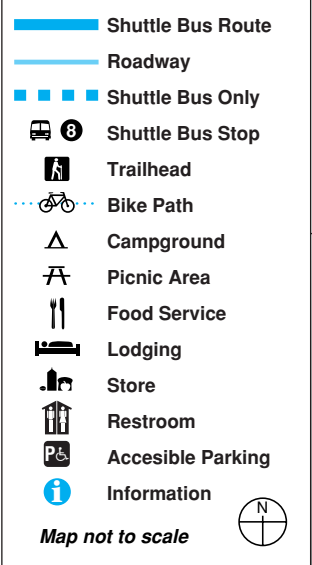 Shuttle Bus Route
Roadway
Shuttle Bus Only
8 Shuttle Bus Stop
Trailhead
Bike Path
Campground
Picnic Area
Food Service
Lodging
Store
Restroom
P Accesible Parking
i Information
N
Map not to scale